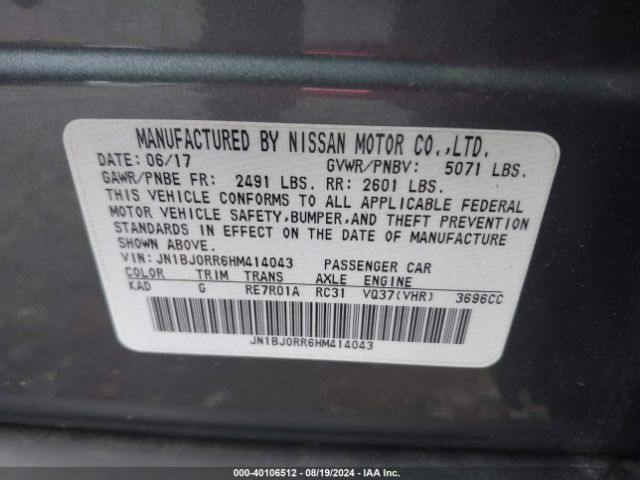 MANUFACTURED BY NISSAN MOTOR CO.,LTD.
DATE: 06/17 GVWR/PNBV: 5071 LBS.
GAWR/PNBE FR: 2491 LBS. RR: 2601 LBS.
THIS VEHICLE CONFORMS TO ALL APPLICABLE FEDERAL
MOTOR VEHICLE SAFETY,BUMPER,AND THEFT PREVENTION
STANDARDS IN EFFECT ON THE DATE OF MANUFACTURE
SHOWN ABOVE.
VIN: JN1BJ0RR6HM414043 PASSENGER CAR
COLOR TRIM TRANS AXLE ENGINE
KAD G RE7R01A RC31 VQ37(VHR) 3696CC
JN1BJ0RR6HM414043
000-40106512 - 08/19/2024 - IAA Inc.